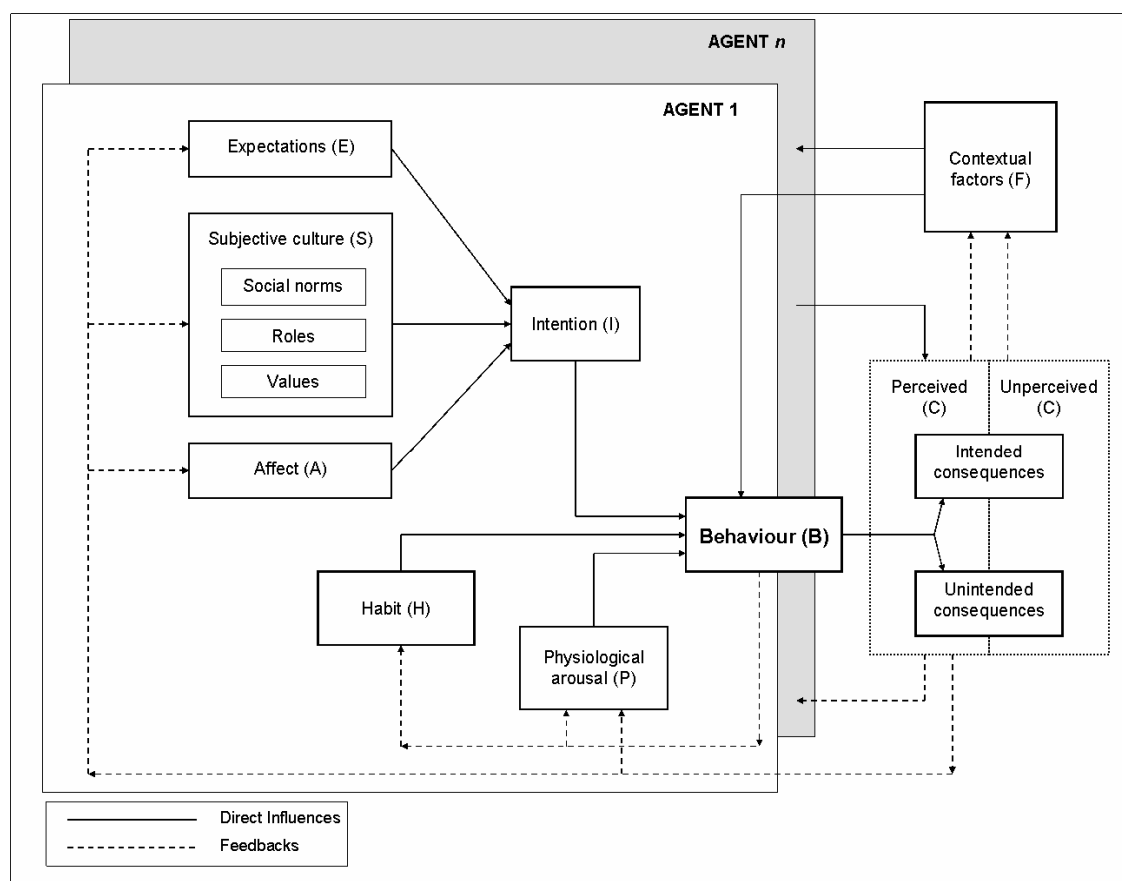 AGENT n
AGENT 1
Expectations (E)
Contextual
factors (F)
Subjective culture (S)
Social norms
Roles
Values
Intention (I)
Perceived
(C)
Unperceived
(C)
Intended
consequences
Affect (A)
Behaviour (B)
Unintended
consequences
Habit (H)
Physiological
arousal (P)
Direct Influences
Feedbacks